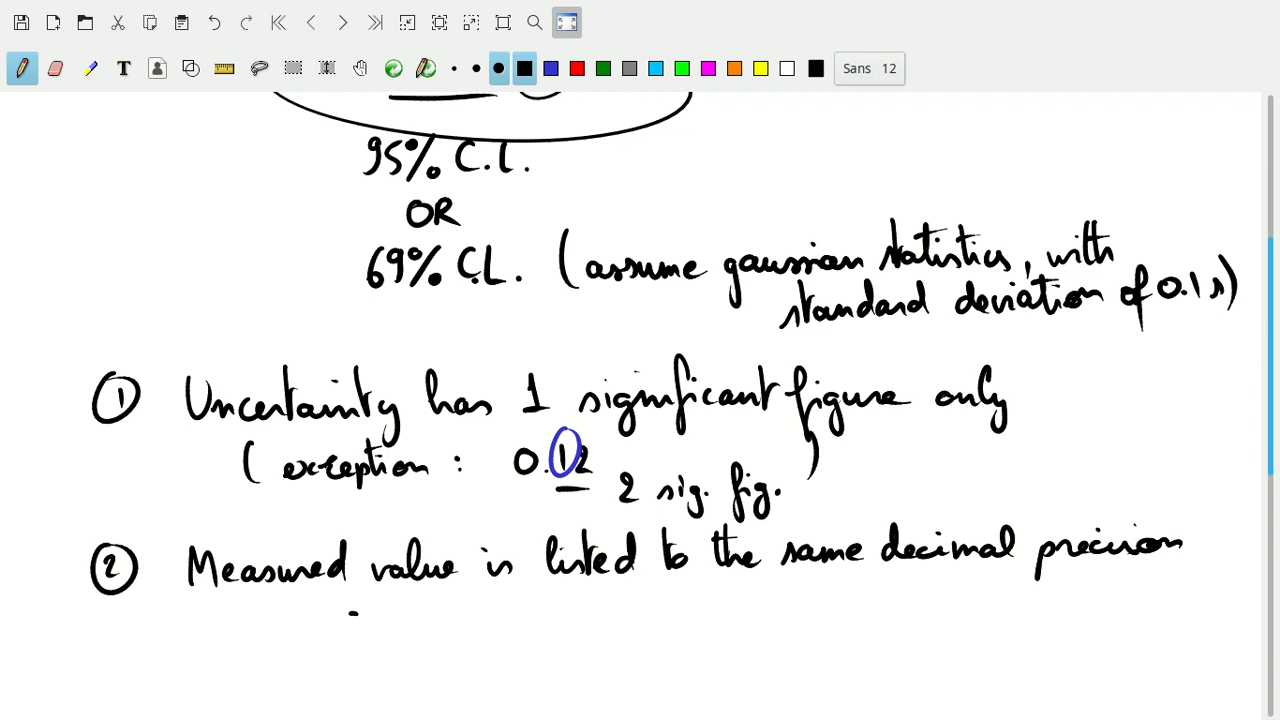 Sans 12
95% C.L.
OR
69% C.L. (assume gaussian statistics, with
standard deviation of 0.1 s)
① Uncertainty has 1 significant figure only
(exception: 0.12 )
2 sig. fig.
② Measured value is listed to the same decimal precision